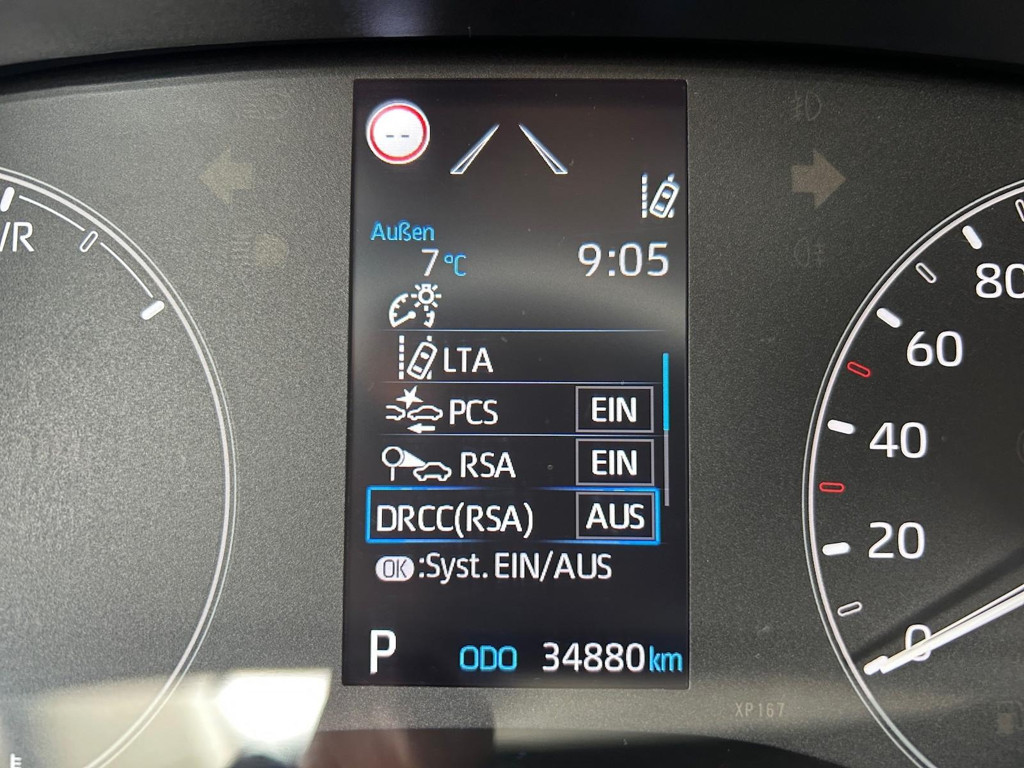 --
Außen
7 °C 9:05
LTA
PCS EIN
RSA EIN
DRCC(RSA) AUS
OK :Syst. EIN/AUS
P ODO 34880 km
/R
80
60
40
20
0
XP167
E